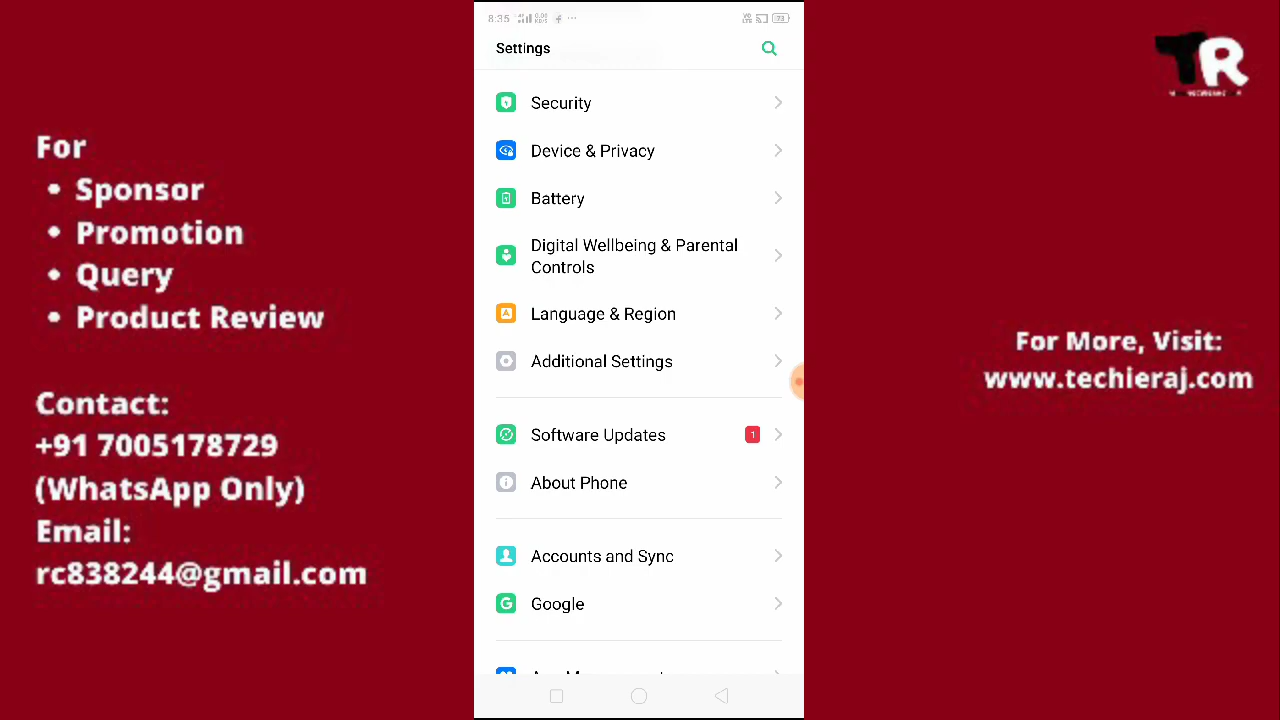 For
• Sponsor
• Promotion
• Query
• Product Review
Contact:
+91 7005178729
(WhatsApp Only)
Email:
rc838244@gmail.com
8:35
73
Settings
Security
Device & Privacy
Battery
Digital Wellbeing & Parental
Controls
Language & Region
Additional Settings
Software Updates 1
About Phone
Accounts and Sync
Google
TR
For More, Visit:
www.techieraj.com